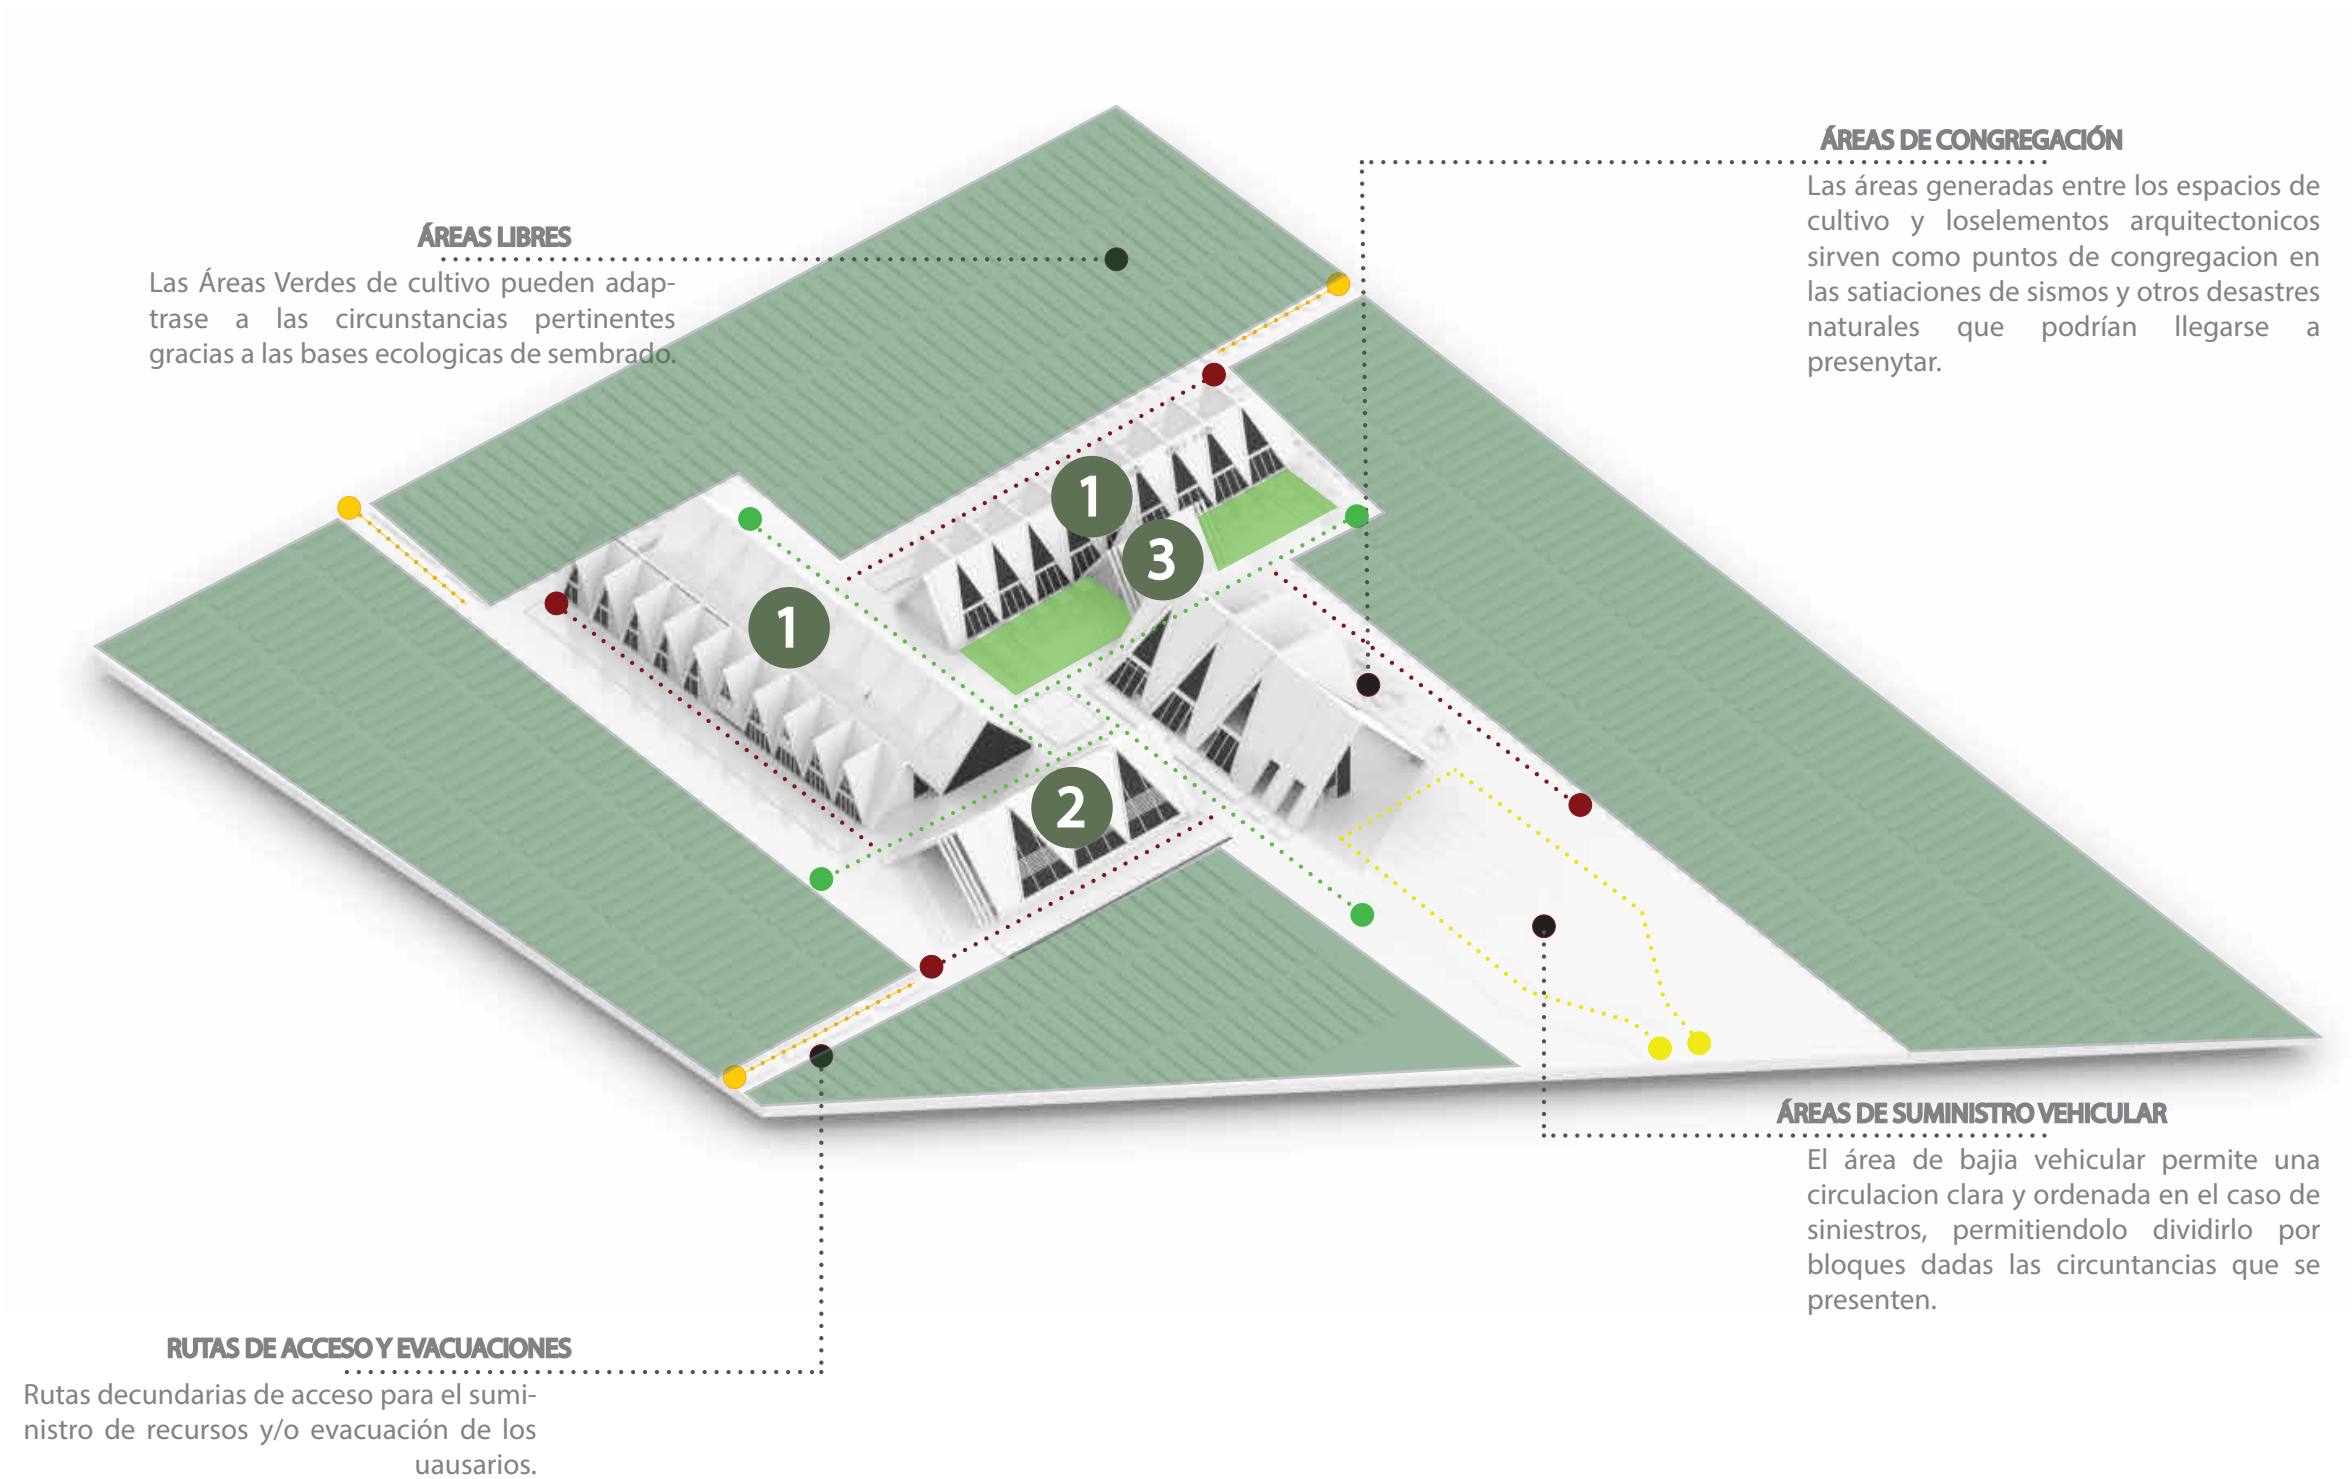 ÁREAS DE CONGREGACIÓN
Las áreas generadas entre los espacios de
cultivo y loselementos arquitectonicos
sirven como puntos de congregacion en
las satiaciones de sismos y otros desastres
naturales que podrían llegarse a
presenytar.
ÁREAS LIBRES
Las Áreas Verdes de cultivo pueden adap-
trase a las circunstancias pertinentes
gracias a las bases ecologicas de sembrado.
1
3
1
2
ÁREAS DE SUMINISTRO VEHICULAR
El área de bajia vehicular permite una
circulacion clara y ordenada en el caso de
siniestros, permitiendolo dividirlo por
bloques dadas las circuntancias que se
presenten.
RUTAS DE ACCESO Y EVACUACIONES
Rutas decundarias de acceso para el sumi-
nistro de recursos y/o evacuación de los
uausarios.